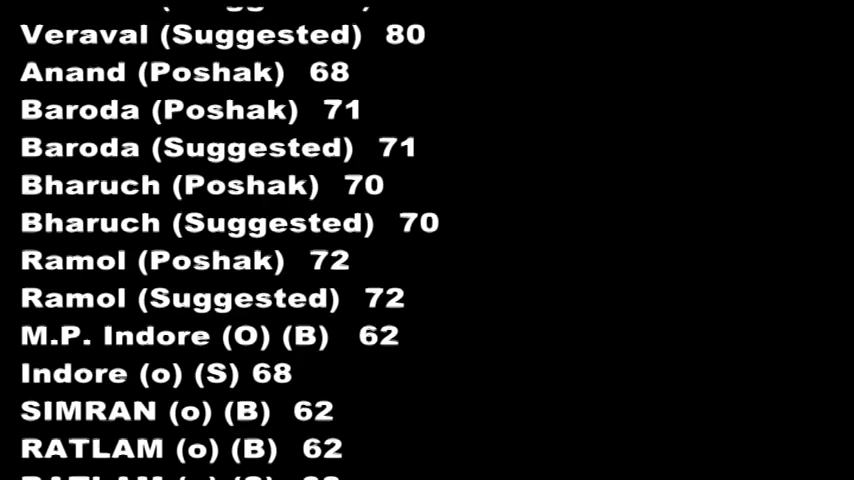 Veraval (Suggested) 80
Anand (Poshak) 68
Baroda (Poshak) 71
Baroda (Suggested) 71
Bharuch (Poshak) 70
Bharuch (Suggested) 70
Ramol (Poshak) 72
Ramol (Suggested) 72
M.P. Indore (O) (B) 62
Indore (o) (S) 68
SIMRAN (o) (B) 62
RATLAM (o) (B) 62